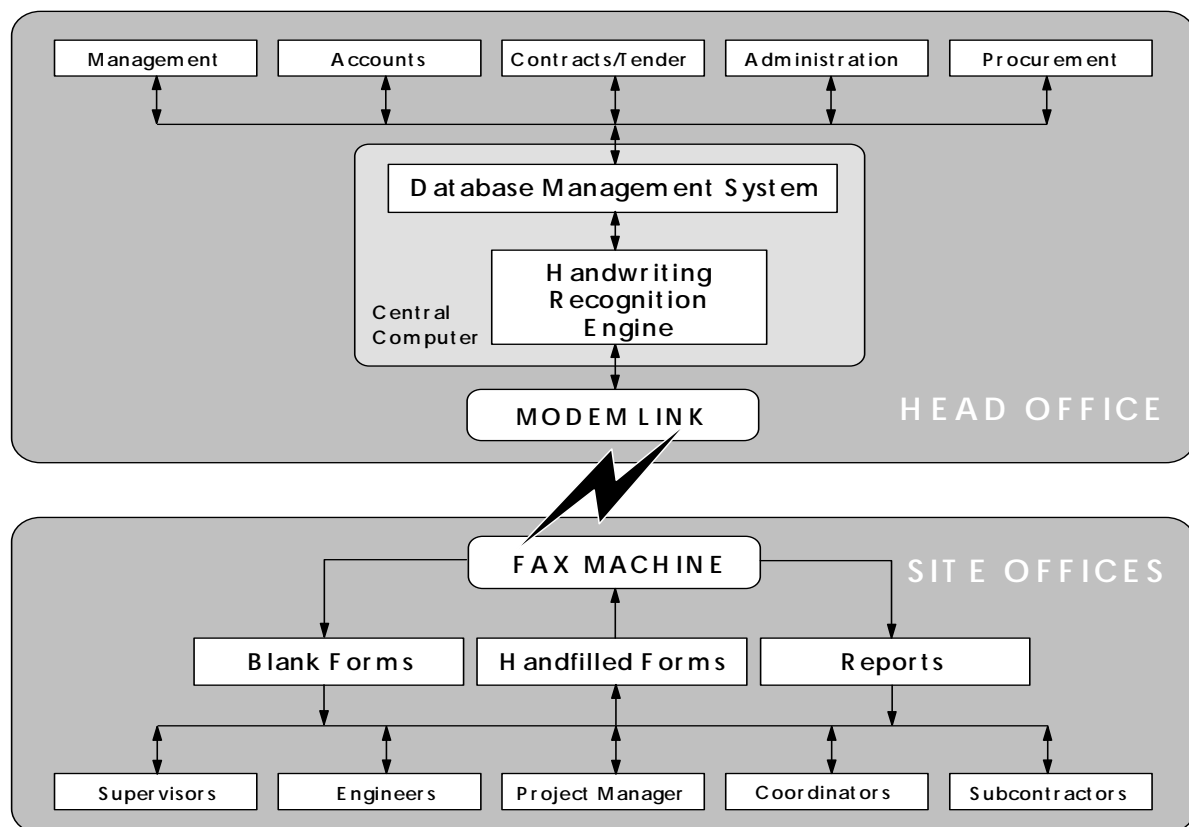 Management
Accounts
Contracts/Tender
Administration
Procurement
Database Management System
Handwriting
Recognition
Engine
Central
Computer
MODEM LINK
HEAD OFFICE
FAX MACHINE
SITE OFFICES
Blank Forms
Handfilled Forms
Reports
Supervisors
Engineers
Project Manager
Coordinators
Subcontractors